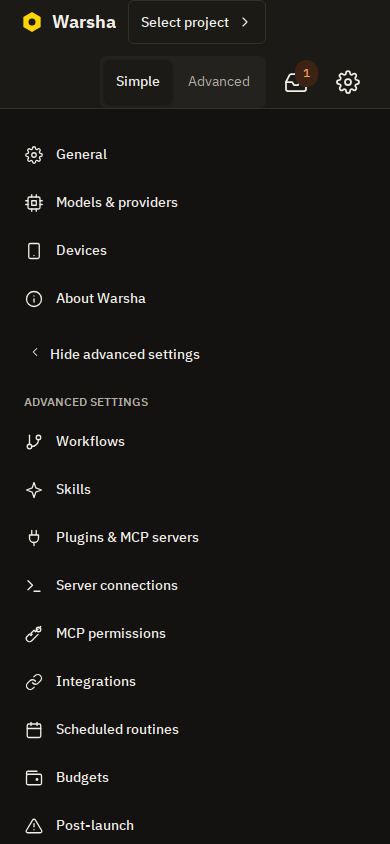 Warsha
Select project
Simple
Advanced
1
General
Models & providers
Devices
About Warsha
Hide advanced settings
ADVANCED SETTINGS
Workflows
Skills
Plugins & MCP servers
Server connections
MCP permissions
Integrations
Scheduled routines
Budgets
Post-launch